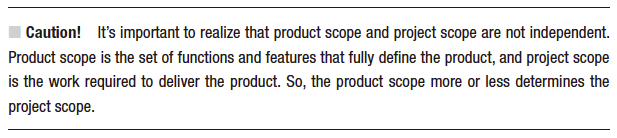 Caution! It’s important to realize that product scope and project scope are not independent.
Product scope is the set of functions and features that fully define the product, and project scope
is the work required to deliver the product. So, the product scope more or less determines the
project scope.